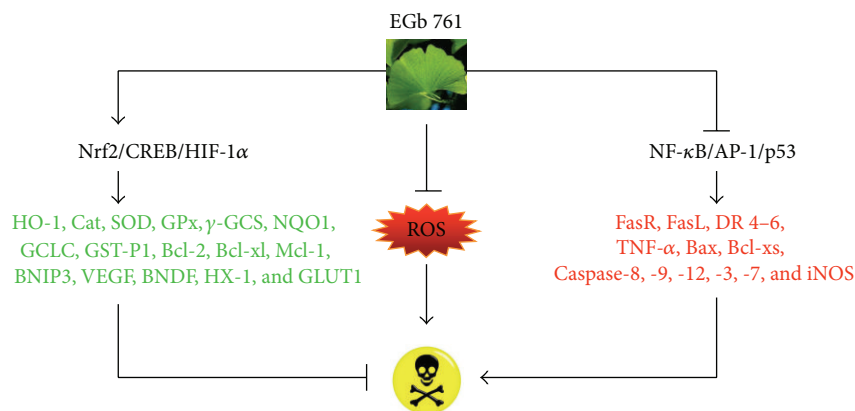 EGb 761
Nrf2/CREB/HIF-1α
NF-κB/AP-1/p53
HO-1, Cat, SOD, GPx, γ-GCS, NQO1,
GCLC, GST-P1, Bcl-2, Bcl-xl, Mcl-1,
BNIP3, VEGF, BNDF, HX-1, and GLUT1
ROS
FasR, FasL, DR 4–6,
TNF-α, Bax, Bcl-xs,
Caspase-8, -9, -12, -3, -7, and iNOS